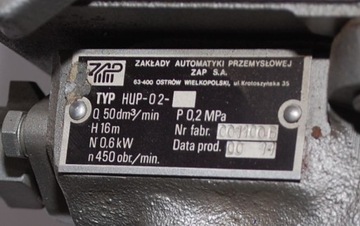 ZAP
ZAKŁADY AUTOMATYKI PRZEMYSŁOWEJ
ZAP S.A.
63-400 OSTRÓW WIELKOPOLSKI, ul. Krotoszyńska 35
TYP HUP-02-
Q 50dm³/min P 0,2 MPa
H 16m Nr fabr.
N 0,6 kW Data prod.
n 450 obr./min.